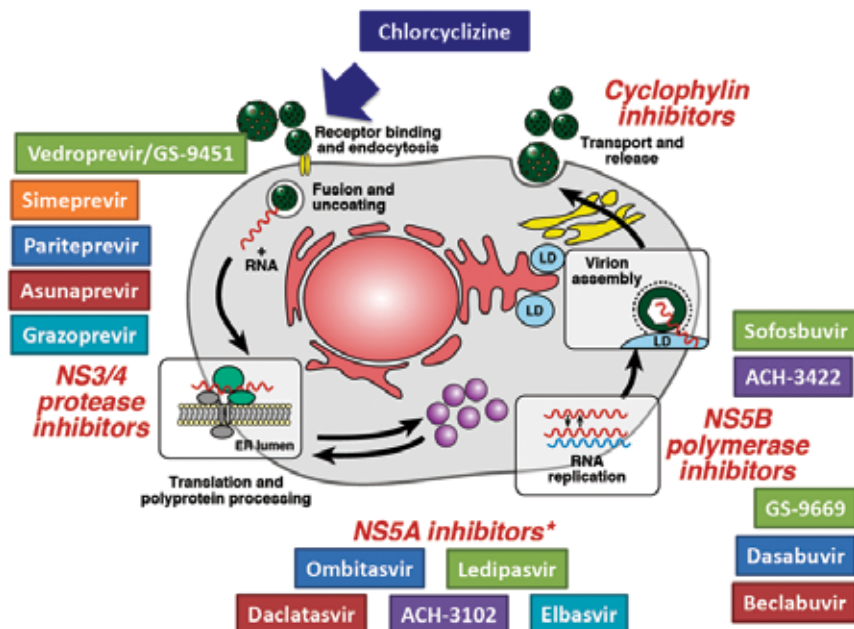 Chlorcyclizine
Cyclophylin
inhibitors
Receptor binding
and endocytosis
Transport and
release
Vedroprevir/GS-9451
Fusion and
uncoating
Simeprevir
Pariteprevir
+
RNA
Asunaprevir
Grazoprevir
LD
LD
Virion
assembly
LD
Sofosbuvir
ACH-3422
NS3/4
protease
inhibitors
ER lumen
Translation and
polyprotein processing
RNA
replication
NS5B
polymerase
inhibitors
GS-9669
Dasabuvir
Beclabuvir
NS5A inhibitors*
Ombitasvir
Ledipasvir
Daclatasvir
ACH-3102
Elbasvir